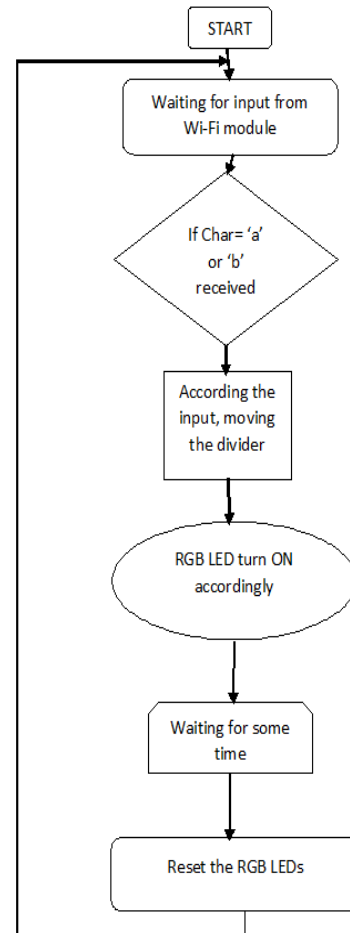 START
Waiting for input from
Wi-Fi module
If Char= ‘a’
or ‘b’
received
According the
input, moving
the divider
RGB LED turn ON
accordingly
Waiting for some
time
Reset the RGB LEDs